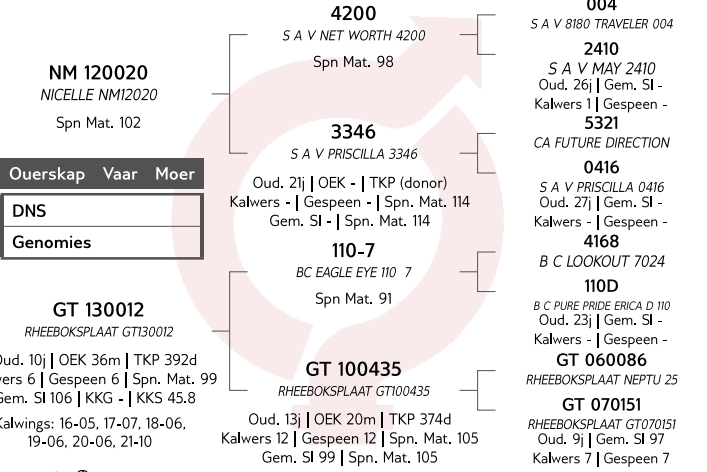 NM 120020
NICELLE NM12020
Spn Mat. 102
Ouerskap Vaar Moer
DNS
Genomies
GT 130012
RHEEBOKSPLAAT GT130012
Oud. 10j | OEK 36m | TKP 392d
6 | Gespeen 6 | Spn. Mat. 99
Gem. SI 106 | KKG - | KKS 45.8
Kalwings: 16-05, 17-07, 18-06,
19-06, 20-06, 21-10
4200
S A V NET WORTH 4200
Spn Mat. 98
3346
S A V PRISCILLA 3346
Oud. 21j | OEK - | TKP (donor)
Kalwers - | Gespeen - | Spn. Mat. 114
Gem. SI - | Spn. Mat. 114
110-7
BC EAGLE EYE 110 7
Spn Mat. 91
GT 100435
RHEEBOKSPLAAT GT100435
Oud. 13j | OEK 20m | TKP 374d
Kalwers 12 | Gespeen 12 | Spn. Mat. 105
Gem. SI 99 | Spn. Mat. 105
004
S A V 8180 TRAVELER 004
2410
S A V MAY 2410
Oud. 26j | Gem. SI -
Kalwers 1 | Gespeen -
5321
CA FUTURE DIRECTION
0416
S A V PRISCILLA 0416
Oud. 27j | Gem. SI -
Kalwers - | Gespeen -
4168
B C LOOKOUT 7024
110D
B C PURE PRIDE ERICA D 110
Oud. 23j | Gem. SI -
Kalwers - | Gespeen -
GT 060086
RHEEBOKSPLAAT NEPTU 25
GT 070151
RHEEBOKSPLAAT GT070151
Oud. 9j | Gem. SI 97
Kalwers 7 | Gespeen 7